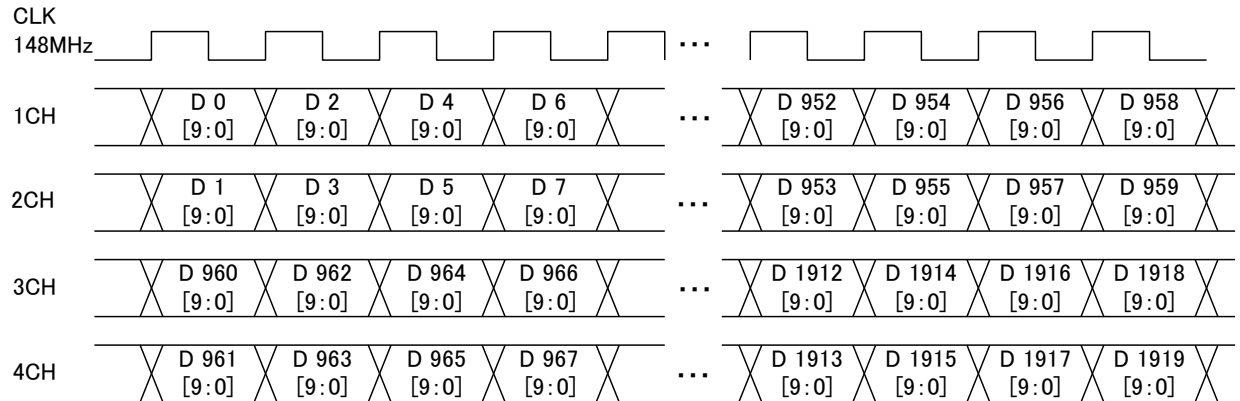 CLK
148MHz
...
1CH
D 0 D 2 D 4 D 6 ... D 952 D 954 D 956 D 958
[9:0] [9:0] [9:0] [9:0] [9:0] [9:0] [9:0] [9:0]
2CH
D 1 D 3 D 5 D 7 ... D 953 D 955 D 957 D 959
[9:0] [9:0] [9:0] [9:0] [9:0] [9:0] [9:0] [9:0]
3CH
D 960 D 962 D 964 D 966 ... D 1912 D 1914 D 1916 D 1918
[9:0] [9:0] [9:0] [9:0] [9:0] [9:0] [9:0] [9:0]
4CH
D 961 D 963 D 965 D 967 ... D 1913 D 1915 D 1917 D 1919
[9:0] [9:0] [9:0] [9:0] [9:0] [9:0] [9:0] [9:0]